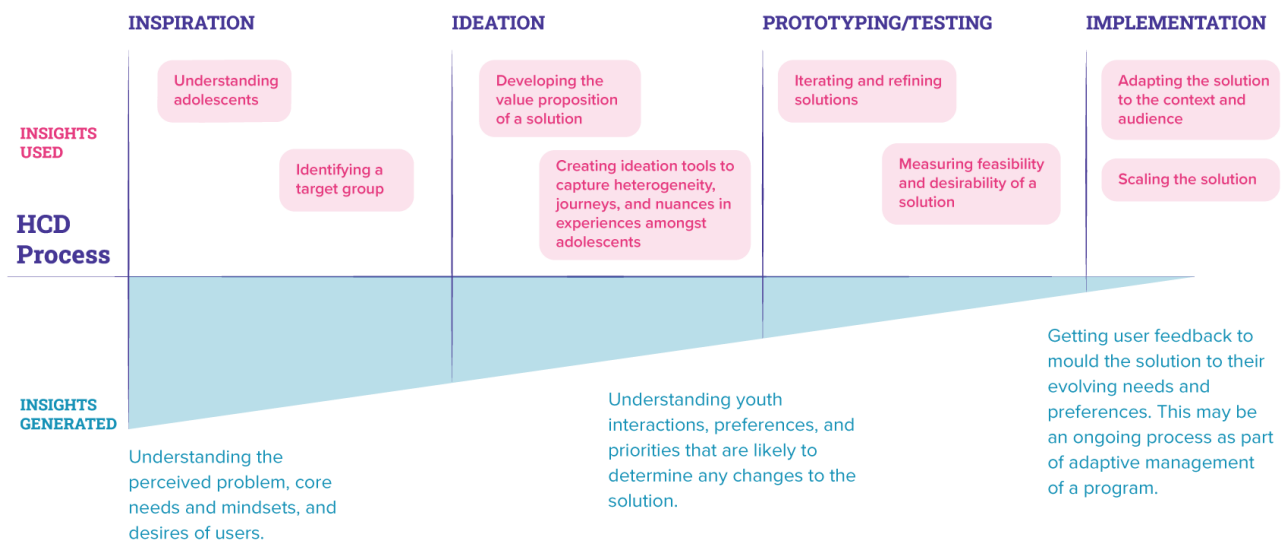 INSPIRATION
IDEATION
PROTOTYPING/TESTING
IMPLEMENTATION
INSIGHTS
USED
Understanding
adolescents
Identifying a
target group
Developing the
value proposition
of a solution
Creating ideation tools to
capture heterogeneity,
journeys, and nuances in
experiences amongst
adolescents
Iterating and refining
solutions
Measuring feasibility
and desirability of a
solution
Adapting the solution
to the context and
audience
Scaling the solution
HCD
Process
INSIGHTS
GENERATED
Understanding the
perceived problem, core
needs and mindsets, and
desires of users.
Understanding youth
interactions, preferences, and
priorities that are likely to
determine any changes to the
solution.
Getting user feedback to
mould the solution to their
evolving needs and
preferences. This may be
an ongoing process as part
of adaptive management
of a program.